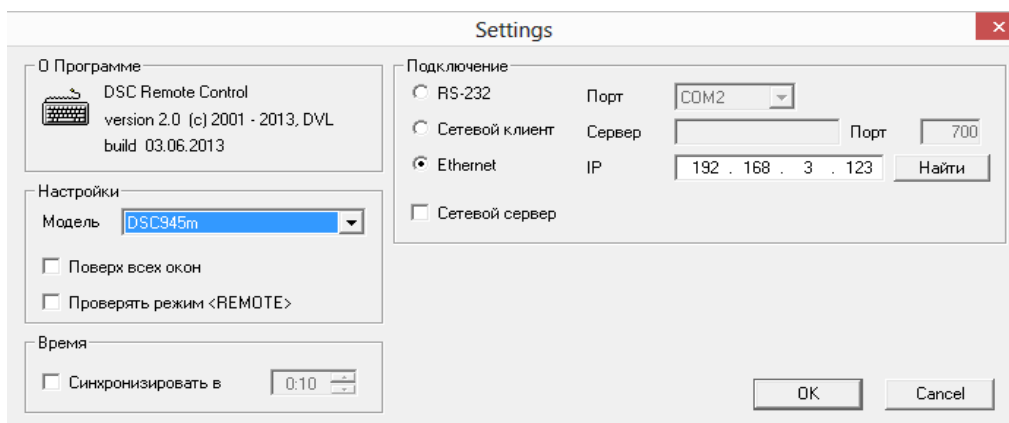 Settings
О Программе
DSC Remote Control
version 2.0 (c) 2001 - 2013, DVL
build 03.06.2013
Настройки
Модель DSC945m
Поверх всех окон
Проверять режим <REMOTE>
Время
Синхронизировать в 0:10
Подключение
RS-232 Порт COM2
Сетевой клиент Сервер Порт 700
Ethernet IP 192 . 168 . 3 . 123 Найти
Сетевой сервер
OK Cancel